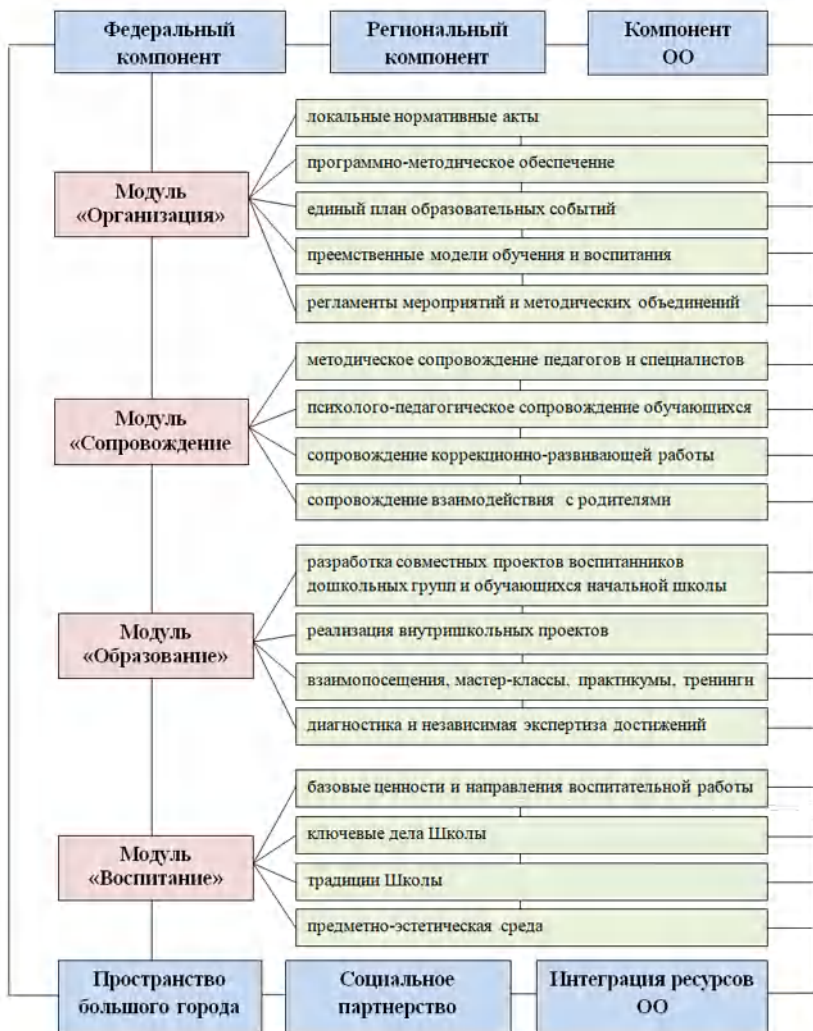 Федеральный
компонент
Региональный
компонент
Компонент
ОО
Модуль
«Организация»
локальные нормативные акты
программно-методическое обеспечение
единый план образовательных событий
преемственные модели обучения и воспитания
регламенты мероприятий и методических объединений
Модуль
«Сопровождение
методическое сопровождение педагогов и специалистов
психолого-педагогическое сопровождение обучающихся
сопровождение коррекционно-развивающей работы
сопровождение взаимодействия с родителями
Модуль
«Образование»
разработка совместных проектов воспитанников
дошкольных групп и обучающихся начальной школы
реализация внутришкольных проектов
взаимопосещения, мастер-классы, практикумы, тренинги
диагностика и независимая экспертиза достижений
Модуль
«Воспитание»
базовые ценности и направления воспитательной работы
ключевые дела Школы
традиции Школы
предметно-эстетическая среда
Пространство
большого города
Социальное
партнерство
Интеграция ресурсов
ОО